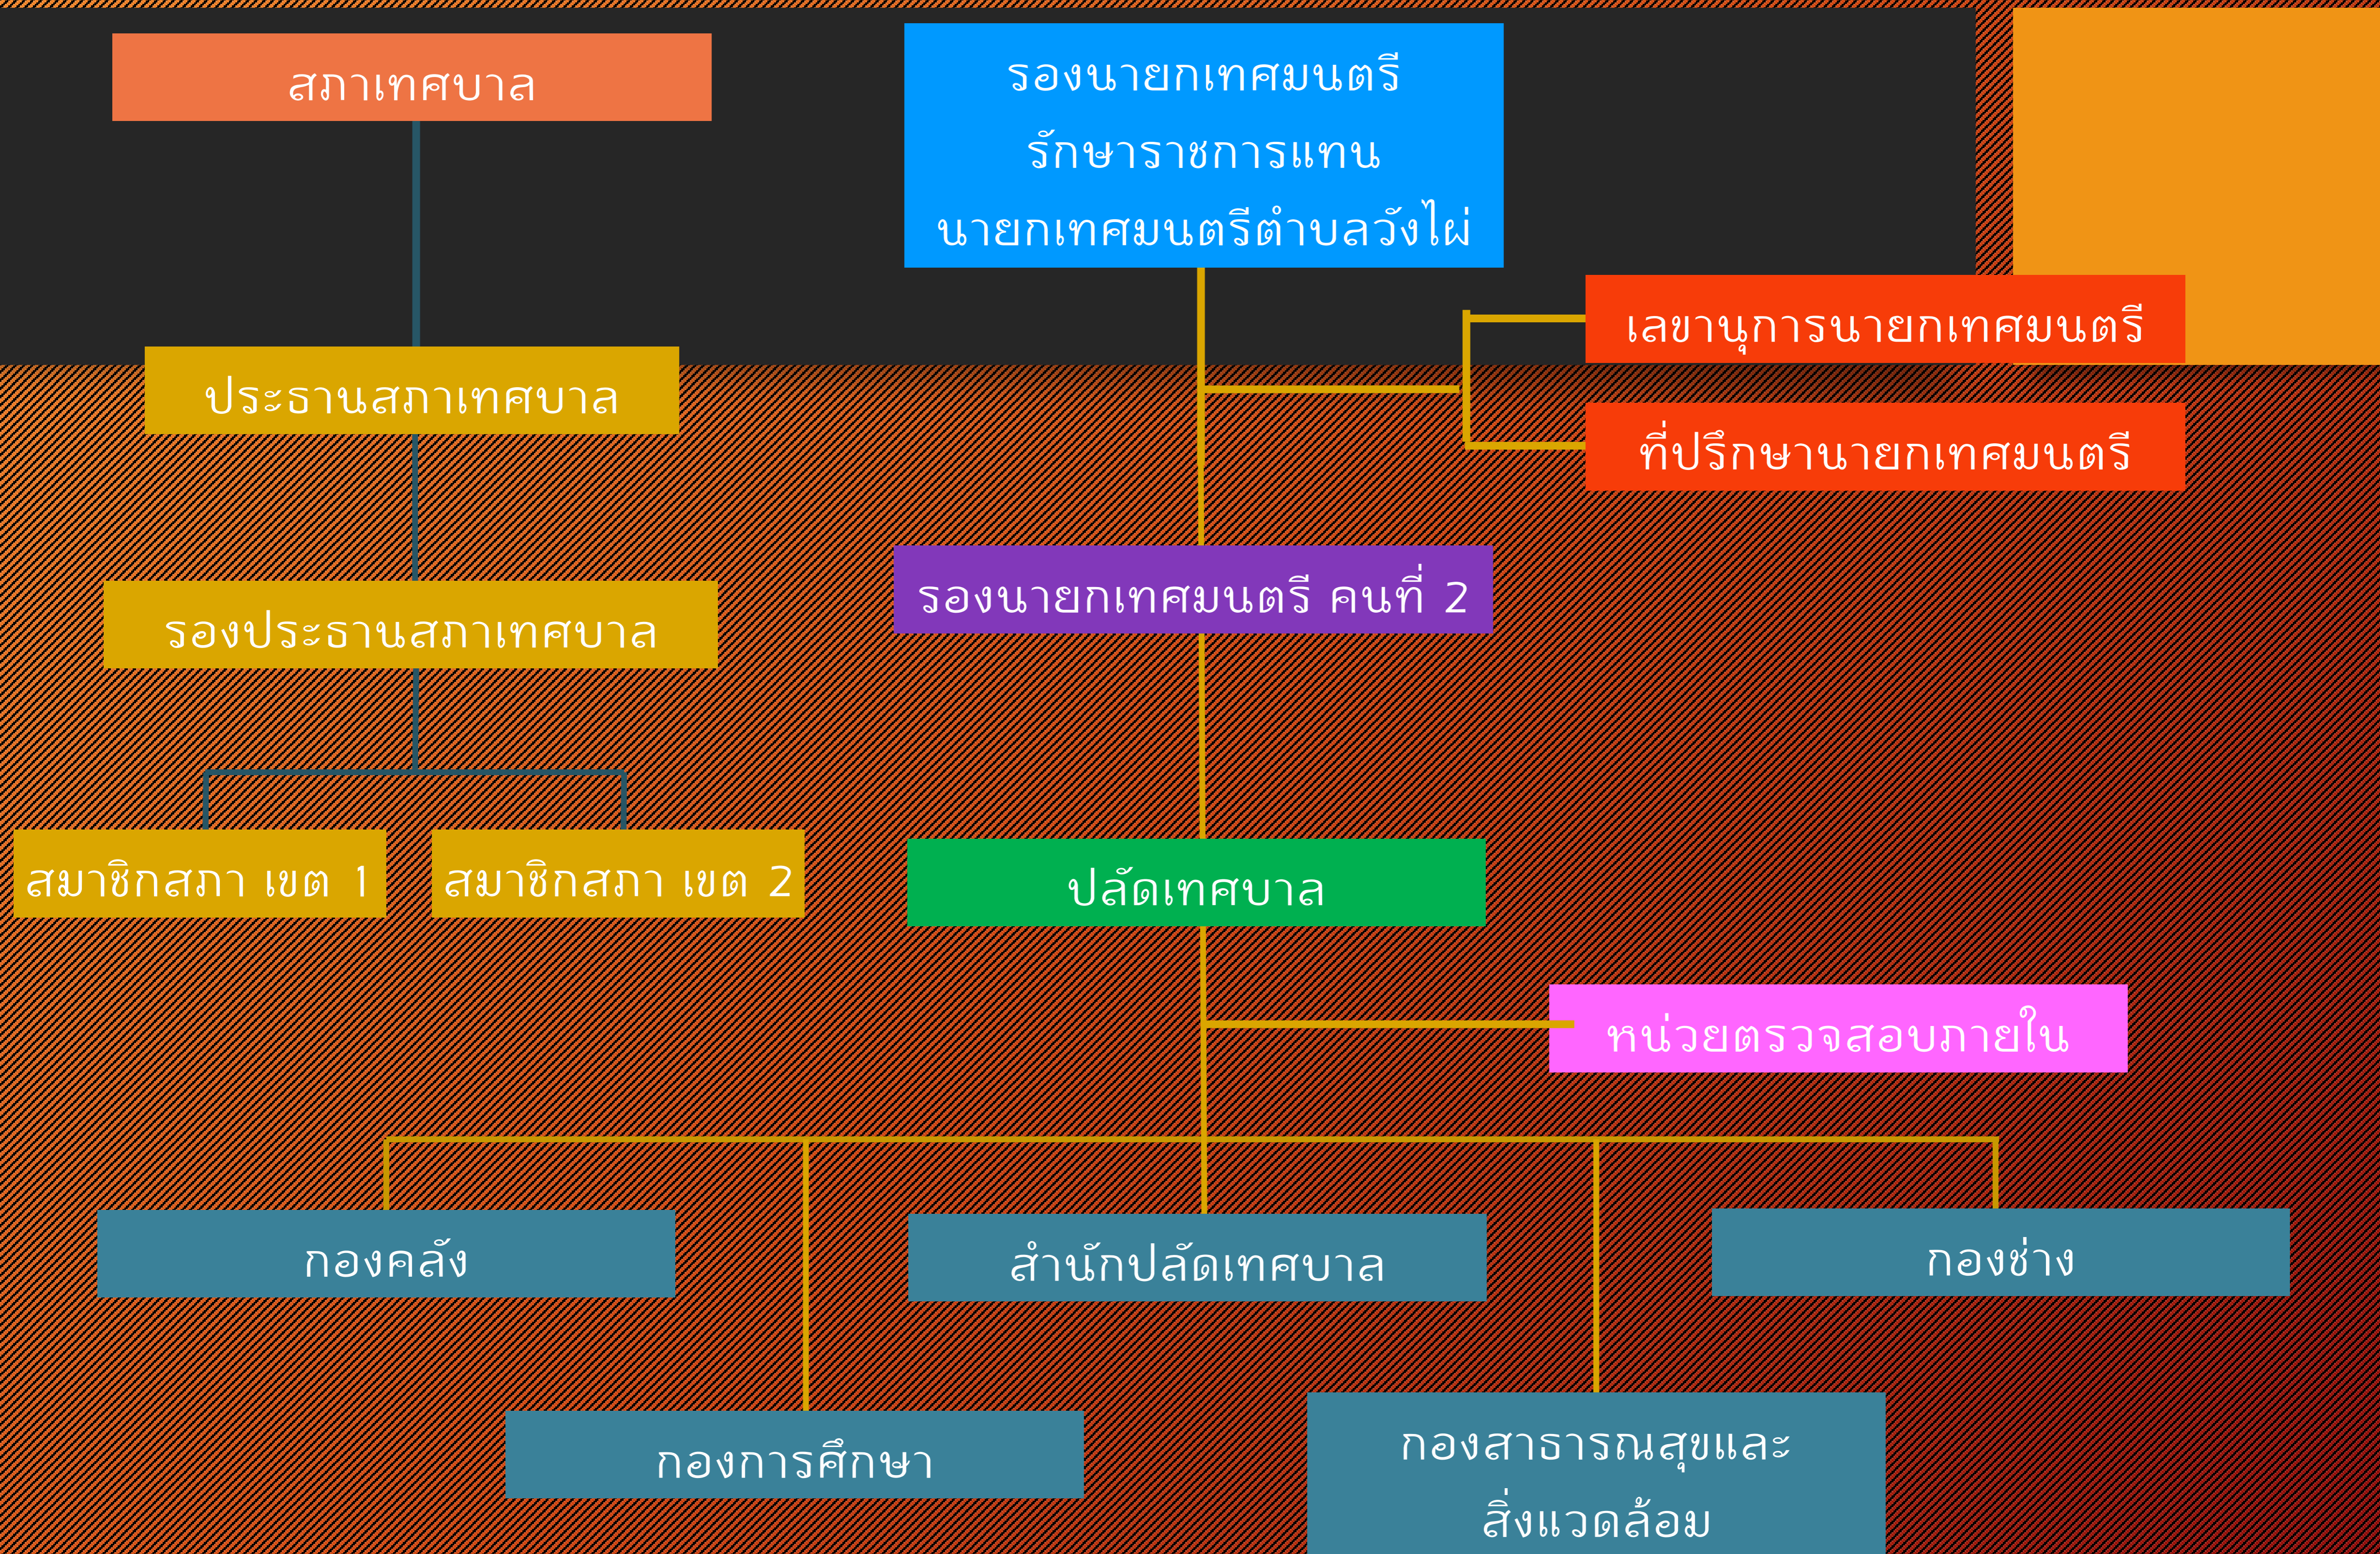 สภาเทศบาล
รองนายกเทศมนตรี
รักษาราชการแทน
นายกเทศมนตรีตำบลวังไผ่
เลขานุการนายกเทศมนตรี
ประธานสภาเทศบาล
ที่ปรึกษานายกเทศมนตรี
รองนายกเทศมนตรี คนที่ 2
รองประธานสภาเทศบาล
สมาชิกสภา เขต 1
สมาชิกสภา เขต 2
ปลัดเทศบาล
หน่วยตรวจสอบภายใน
กองคลัง
สำนักปลัดเทศบาล
กองช่าง
กองการศึกษา
กองสาธารณสุขและ
สิ่งแวดล้อม